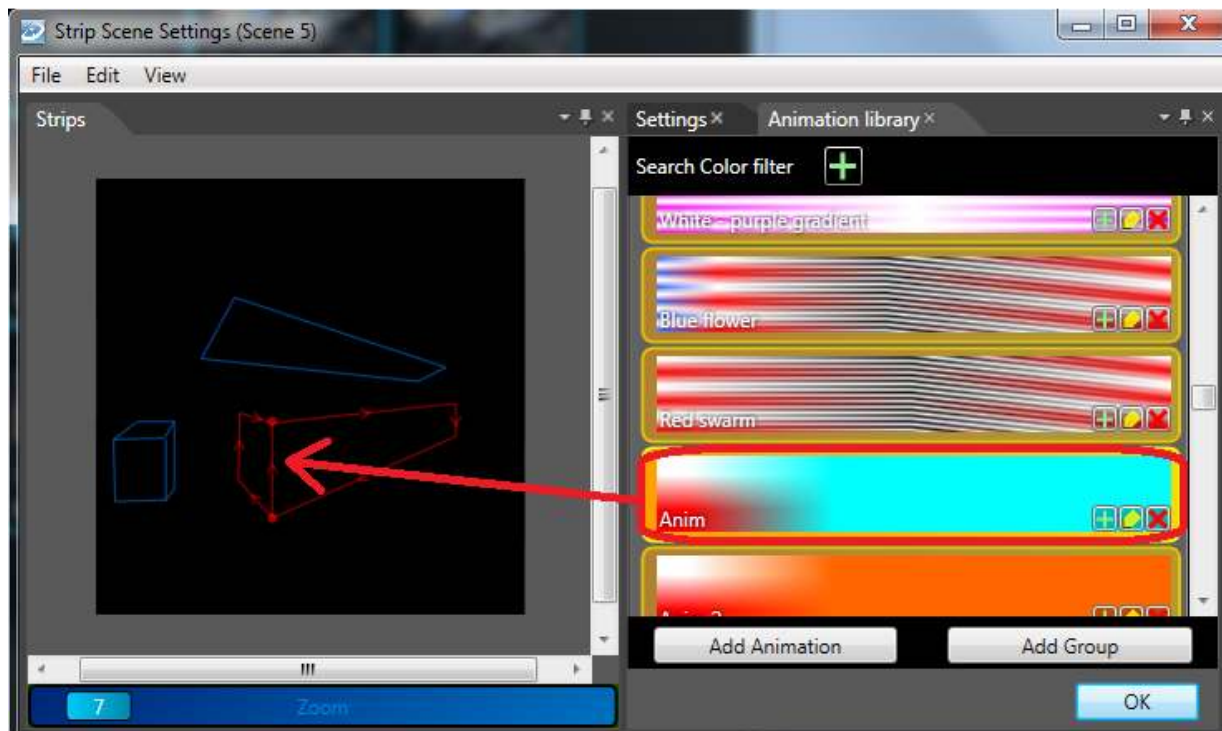 Strip Scene Settings (Scene 5)
File Edit View
Strips
Settings Animation library
Search Color filter
White - purple gradient
Blue flower
Red swarm
Anim
Add Animation Add Group
7 Zoom
OK